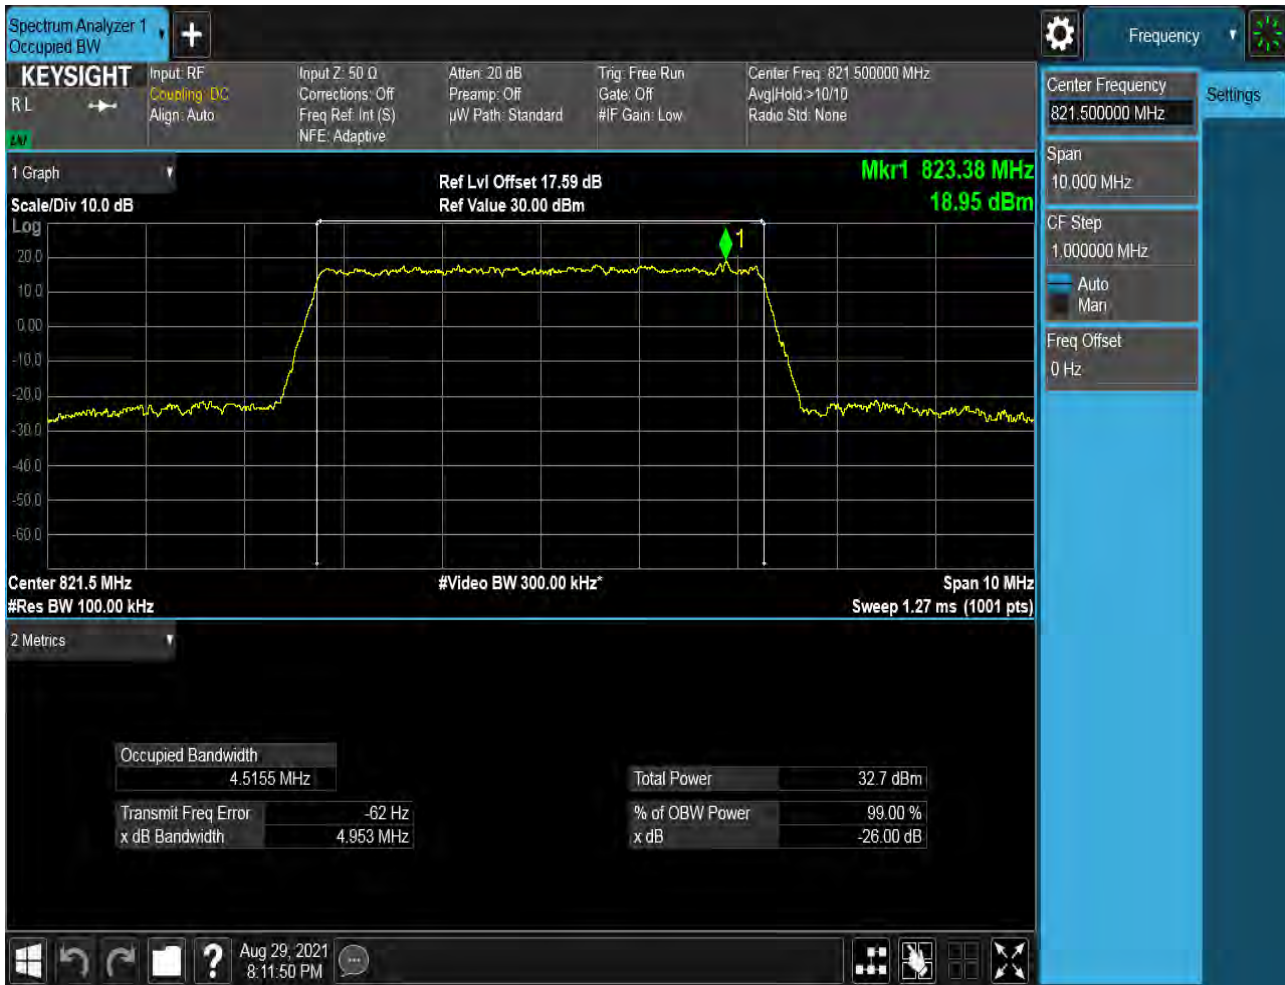 Spectrum Analyzer 1
Occupied BW
Frequency
KEYSIGHT
R L
Input: RF
Coupling: DC
Align: Auto
Input Z: 50 Ω
Corrections: Off
Freq Ref: Int (S)
NFE: Adaptive
Atten: 20 dB
Preamp: Off
µW Path: Standard
Trig: Free Run
Gate: Off
#IF Gain: Low
Center Freq: 821.500000 MHz
Avg|Hold:>10/10
Radio Std: None
Center Frequency
821.500000 MHz
Settings
Span
10.000 MHz
CF Step
1.000000 MHz
Auto
Man
Freq Offset
0 Hz
1 Graph
Scale/Div 10.0 dB
Ref Lvl Offset 17.59 dB
Ref Value 30.00 dBm
Mkr1 823.38 MHz
18.95 dBm
Log
1
20.0
10.0
0.00
-10.0
-20.0
-30.0
-40.0
-50.0
-60.0
Center 821.5 MHz
#Video BW 300.00 kHz*
Span 10 MHz
#Res BW 100.00 kHz
Sweep 1.27 ms (1001 pts)
2 Metrics
Occupied Bandwidth
4.5155 MHz
Total Power 32.7 dBm
Transmit Freq Error -62 Hz
% of OBW Power 99.00 %
x dB Bandwidth 4.953 MHz
x dB -26.00 dB
Aug 29, 2021
8:11:50 PM